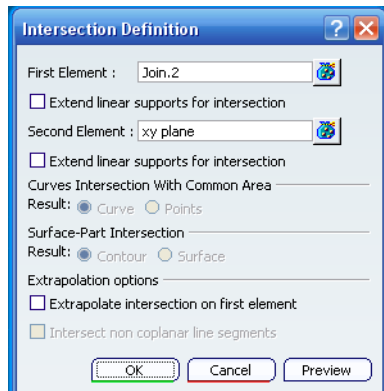 Intersection Definition
First Element : Join.2
Extend linear supports for intersection
Second Element : xy plane
Extend linear supports for intersection
Curves Intersection With Common Area
Result: Curve Points
Surface-Part Intersection
Result: Contour Surface
Extrapolation options
Extrapolate intersection on first element
Intersect non coplanar line segments
OK Cancel Preview